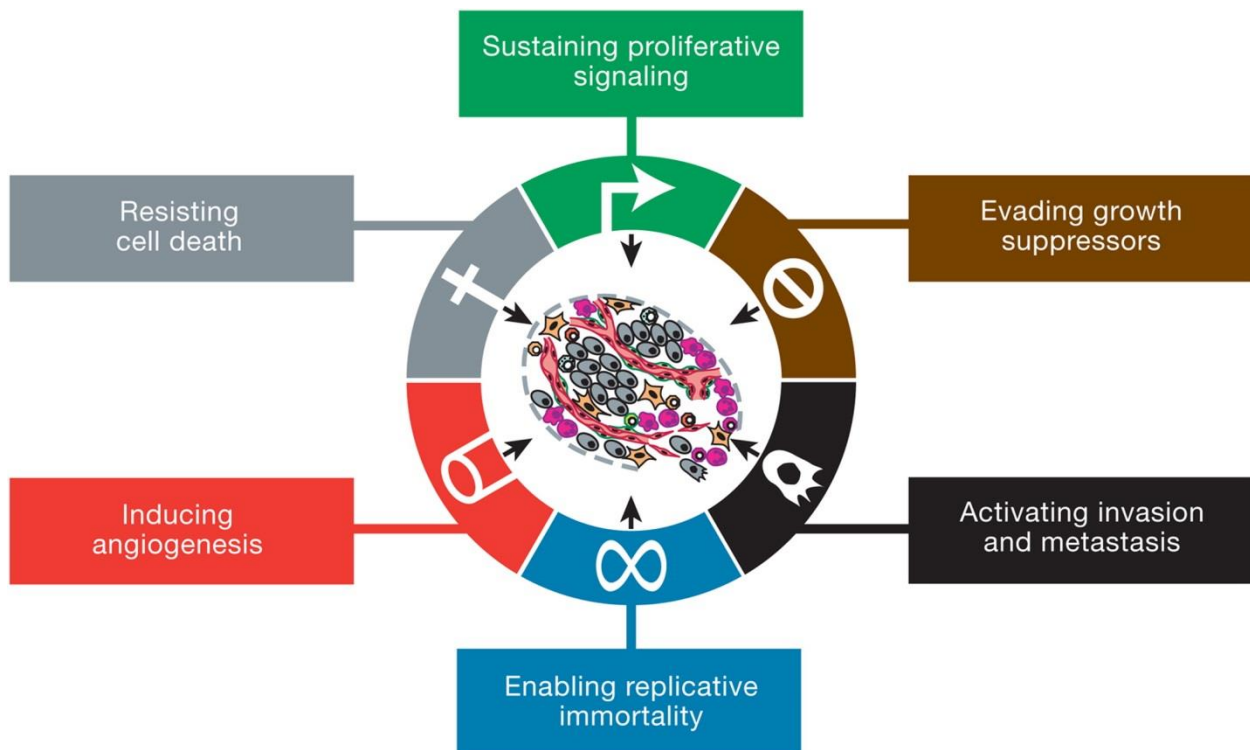 Sustaining proliferative
signaling
Resisting
cell death
Evading growth
suppressors
Inducing
angiogenesis
Activating invasion
and metastasis
Enabling replicative
immortality